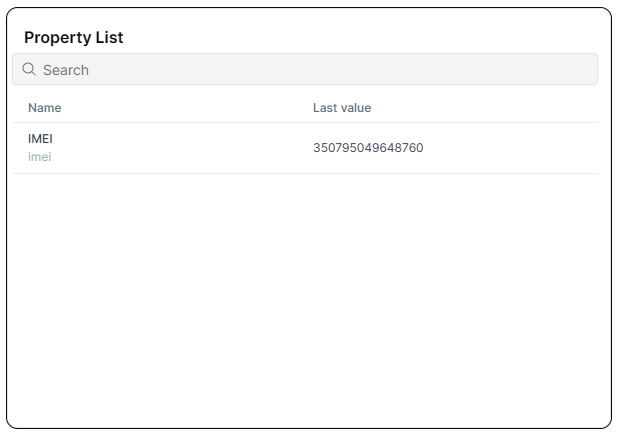 Property List
Search
Name Last value
IMEI
imei
350795049648760